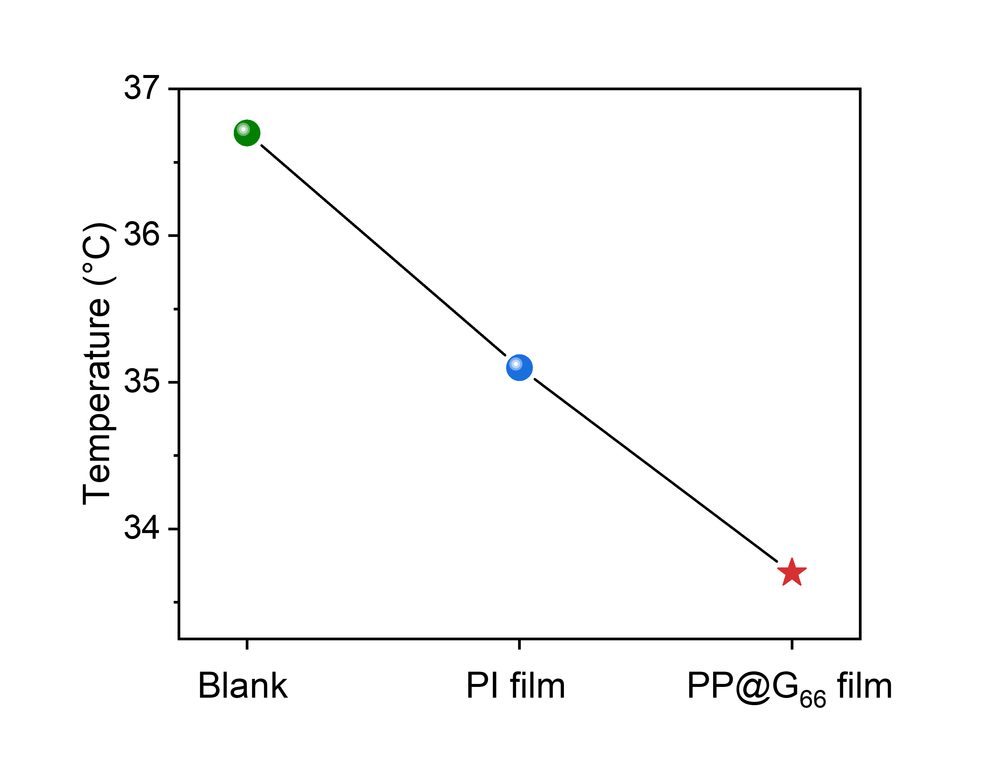 37
36
35
34
Temperature (°C)
Blank
PI film
PP@G₆₆ film